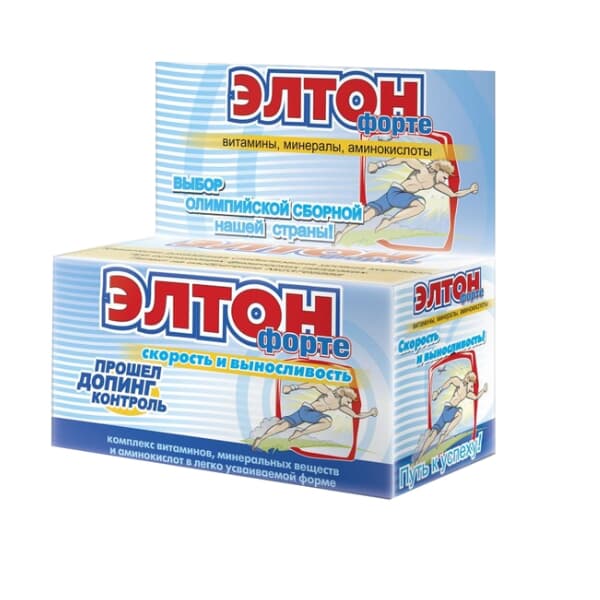 ЭЛТОН
форте
витамины, минералы, аминокислоты
ВЫБОР
ОЛИМПИЙСКОЙ СБОРНОЙ
нашей страны!
ЭЛТОН
форте
скорость и выносливость
ПРОШЕЛ
ДОПИНГ
КОНТРОЛЬ
комплекс витаминов, минеральных веществ
и аминокислот в легко усваиваемой форме
ЭЛТОН
форте
витамины, минералы, аминокислоты
Скорость
и выносливость!
Путь к успеху!